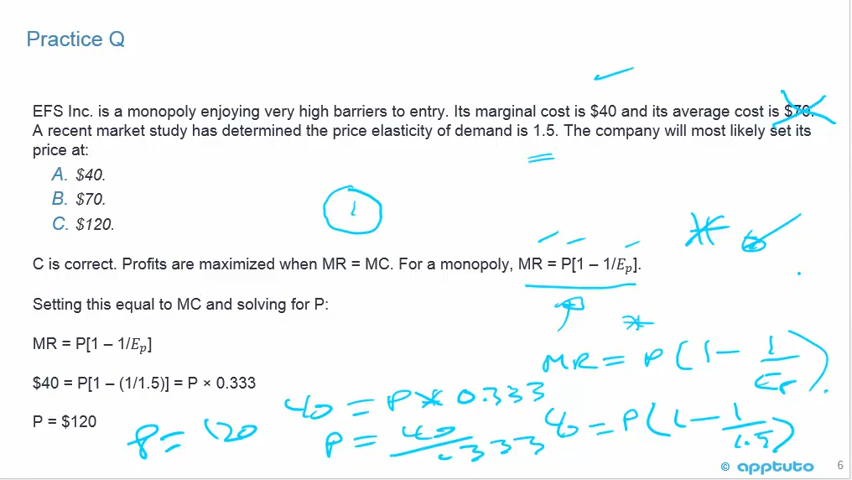 Practice Q
EFS Inc. is a monopoly enjoying very high barriers to entry. Its marginal cost is $40 and its average cost is $70.
A recent market study has determined the price elasticity of demand is 1.5. The company will most likely set its
price at:
A. $40.
B. $70.
C. $120.
1
C is correct. Profits are maximized when MR = MC. For a monopoly, MR = P[1 – 1/Eₚ].
Setting this equal to MC and solving for P:
MR = P[1 – 1/Eₚ]
MR = P(1 - 1/Ep).
$40 = P[1 – (1/1.5)] = P × 0.333
40 = P * 0.333
40 = P(1 - 1/1.5)
P = $120
P = 120
P = 40/.333
© apptuto
6